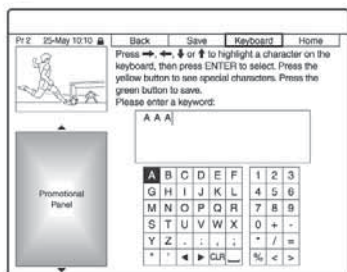 Pr 2 25-May 10:10 Back Save Keyboard Home
Press →, ←, ↓ or ↑ to highlight a character on the
keyboard, then press ENTER to select. Press the
yellow button to see special characters. Press the
green button to save.
Please enter a keyword:
A A A
Promotional
Panel
A B C D E F 1 2 3
G H I J K L 4 5 6
M N O P Q R 7 8 9
S T U V W X 0 + -
Y Z . : , ; * / =
" ' ◄ ► CLR _ % < >